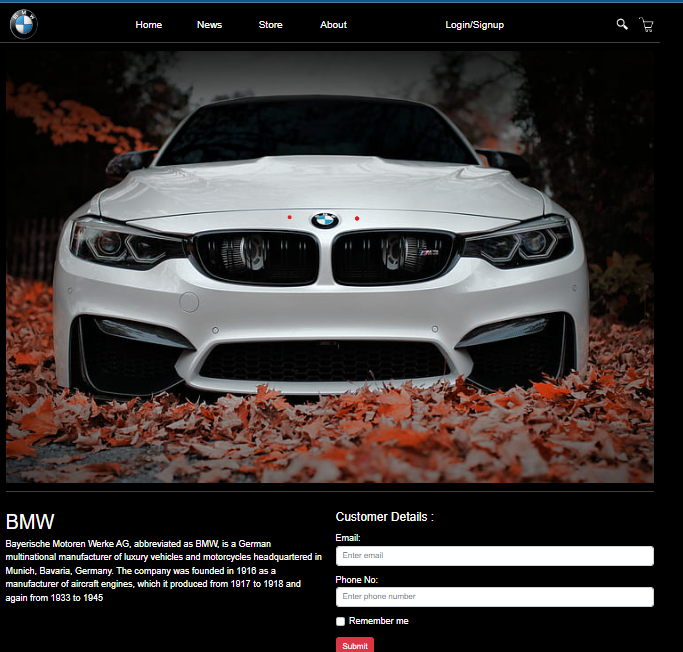 BMW
Home News Store About Login/Signup
BMW
Bayerische Motoren Werke AG, abbreviated as BMW, is a German
multinational manufacturer of luxury vehicles and motorcycles headquartered in
Munich, Bavaria, Germany. The company was founded in 1916 as a
manufacturer of aircraft engines, which it produced from 1917 to 1918 and
again from 1933 to 1945
Customer Details :
Email:
Enter email
Phone No:
Enter phone number
Remember me
Submit